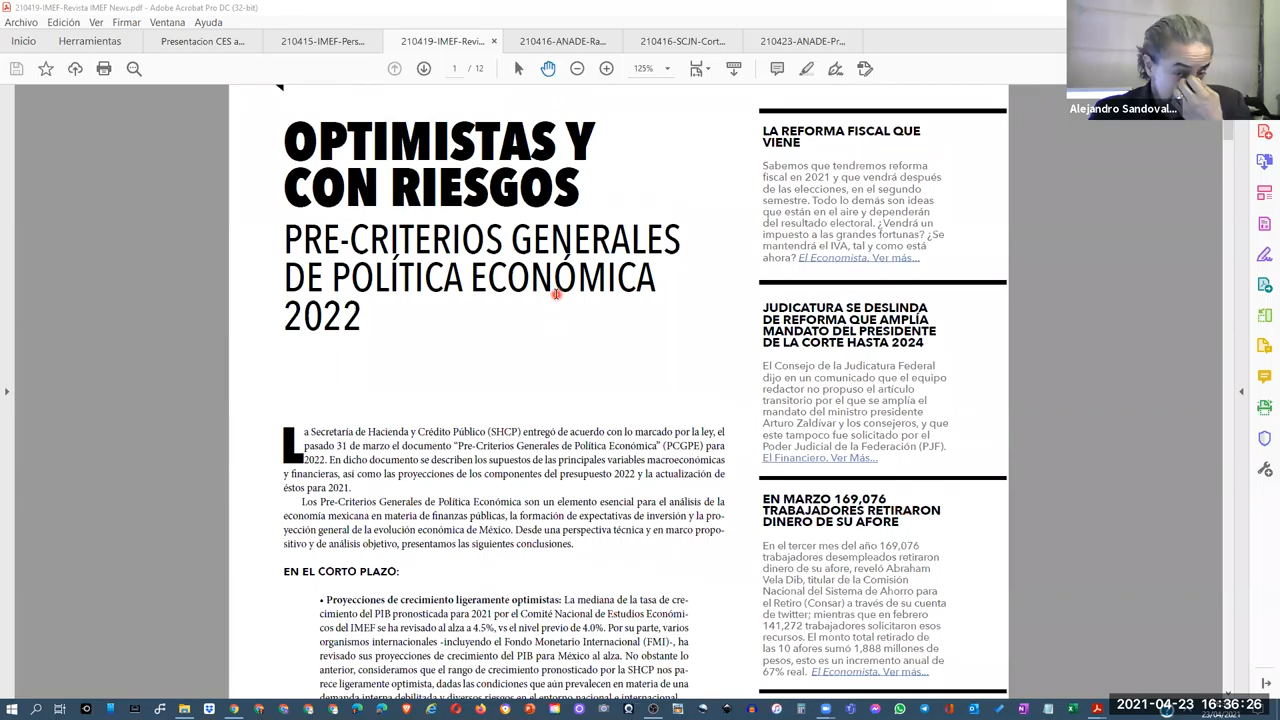 210419-IMEF-Revista IMEF News.pdf - Adobe Acrobat Pro DC (32-bit)
Archivo Edición Ver Firmar Ventana Ayuda
Inicio Herramientas Presentacion CES a... 210415-IMEF-Pers... 210419-IMEF-Revi... × 210416-ANADE-Ra... 210416-SCJN-Cort... 210423-ANADE-Pr...
1 / 12 125%
Alejandro Sandoval...
OPTIMISTAS Y
CON RIESGOS
PRE-CRITERIOS GENERALES
DE POLÍTICA ECONÓMICA
2022
La Secretaría de Hacienda y Crédito Público (SHCP) entregó de acuerdo con lo marcado por la ley, el
pasado 31 de marzo el documento “Pre-Criterios Generales de Política Económica” (PCGPE) para
2022. En dicho documento se describen los supuestos de las principales variables macroeconómicas
y financieras, así como las proyecciones de los componentes del presupuesto 2022 y la actualización de
éstos para 2021.
Los Pre-Criterios Generales de Política Económica son un elemento esencial para el análisis de la
economía mexicana en materia de finanzas públicas, la formación de expectativas de inversión y la pro-
yección general de la evolución económica de México. Desde una perspectiva técnica y en marco propo-
sitivo y de análisis objetivo, presentamos las siguientes conclusiones.
EN EL CORTO PLAZO:
• Proyecciones de crecimiento ligeramente optimistas: La mediana de la tasa de cre-
cimiento del PIB pronosticada para 2021 por el Comité Nacional de Estudios Económi-
cos del IMEF se ha revisado al alza a 4.5%, vs el nivel previo de 4.0%. Por su parte, varios
organismos internacionales -incluyendo el Fondo Monetario Internacional (FMI)-, ha
revisado sus proyecciones de crecimiento del PIB para México al alza. No obstante lo
anterior, consideramos que el rango de crecimiento pronosticado por la SHCP nos pa-
rece ligeramente optimista, dadas las condiciones que aún prevalecen en materia de una
demanda interna debilitada y diversos riesgos en el entorno nacional e internacional.
LA REFORMA FISCAL QUE
VIENE
Sabemos que tendremos reforma
fiscal en 2021 y que vendrá después
de las elecciones, en el segundo
semestre. Todo lo demás son ideas
que están en el aire y dependerán
del resultado electoral. ¿Vendrá un
impuesto a las grandes fortunas? ¿Se
mantendrá el IVA, tal y como está
ahora? El Economista. Ver más...
JUDICATURA SE DESLINDA
DE REFORMA QUE AMPLÍA
MANDATO DEL PRESIDENTE
DE LA CORTE HASTA 2024
El Consejo de la Judicatura Federal
dijo en un comunicado que el equipo
redactor no propuso el artículo
transitorio por el que se amplía el
mandato del ministro presidente
Arturo Zaldívar y los consejeros, y que
este tampoco fue solicitado por el
Poder Judicial de la Federación (PJF).
El Financiero. Ver Más...
EN MARZO 169,076
TRABAJADORES RETIRARON
DINERO DE SU AFORE
En el tercer mes del año 169,076
trabajadores desempleados retiraron
dinero de su afore, reveló Abraham
Vela Dib, titular de la Comisión
Nacional del Sistema de Ahorro para
el Retiro (Consar) a través de su cuenta
de twitter; mientras que en febrero
141,272 trabajadores solicitaron esos
recursos. El monto total retirado de
las 10 afores sumó 1,888 millones de
pesos, esto es un incremento anual de
67% real. El Economista. Ver más...
2021-04-23 16:36:26
23/04/2021